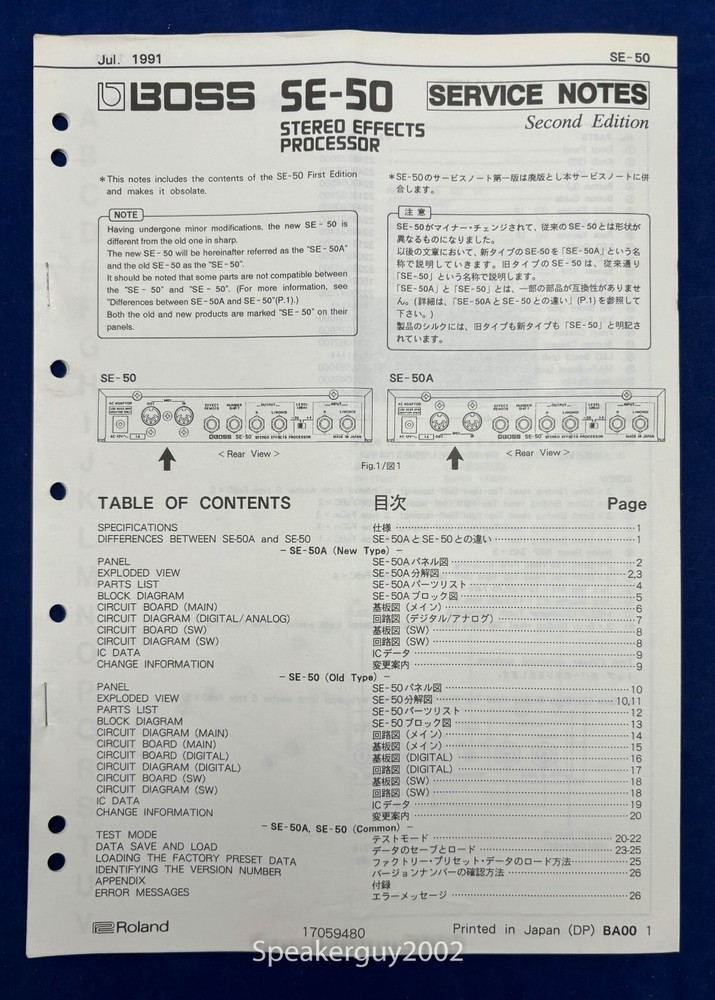 Jul. 1991
SE-50
BOSS SE-50 SERVICE NOTES
Second Edition
STEREO EFFECTS
PROCESSOR
*This notes includes the contents of the SE-50 First Edition
and makes it obsolate.
*SE-50のサービスノート第一版は廃版とし本サービスノートに併
合します。
NOTE
Having undergone minor modifications, the new SE-50 is
different from the old one in sharp.
The new SE-50 will be hereinafter referred as the "SE-50A"
and the old SE-50 as the "SE-50".
It should be noted that some parts are not compatible between
the "SE-50" and "SE-50". (For more information, see
"Differences between SE-50A and SE-50"(P.1).)
Both the old and new products are marked "SE-50" on their
panels.
注意
SE-50がマイナー・チェンジされて、従来のSE-50とは形状が
異なるものになりました。
以後の文章において、新タイプのSE-50を「SE-50A」という名
称で説明していきます。旧タイプのSE-50は、従来通り
「SE-50」という名称で説明します。
「SE-50A」と「SE-50」とは、一部の部品が互換性がありませ
ん。(詳細は、「SE-50AとSE-50との違い」(P.1)を参照して
下さい。)
製品のシルクには、旧タイプも新タイプも「SE-50」と明記さ
れています。
SE-50
SE-50A
AC ADAPTOR
EFFECT REMOTE
NUMBER SHIFT
OUTPUT
INPUT
BOSS SE-50 STEREO EFFECTS PROCESSOR
MADE IN JAPAN
BOSS SE-50 STEREO EFFECTS PROCESSOR
MADE IN JAPAN
< Rear View >
< Rear View >
Fig.1/図1
TABLE OF CONTENTS 目次 Page
SPECIFICATIONS 仕様 1
DIFFERENCES BETWEEN SE-50A and SE-50 SE-50AとSE-50との違い 1
- SE-50A (New Type) -
PANEL SE-50Aパネル図 2
EXPLODED VIEW SE-50A分解図 2,3
PARTS LIST SE-50Aパーツリスト 4
BLOCK DIAGRAM SE-50Aブロック図 5
CIRCUIT BOARD (MAIN) 基板図 (メイン) 6
CIRCUIT DIAGRAM (DIGITAL/ANALOG) 回路図 (デジタル/アナログ) 7
CIRCUIT BOARD (SW) 基板図 (SW) 8
CIRCUIT DIAGRAM (SW) 回路図 (SW) 8
IC DATA ICデータ 9
CHANGE INFORMATION 変更案内 9
- SE-50 (Old Type) -
PANEL SE-50パネル図 10
EXPLODED VIEW SE-50分解図 10,11
PARTS LIST SE-50パーツリスト 12
BLOCK DIAGRAM SE-50ブロック図 13
CIRCUIT DIAGRAM (MAIN) 回路図 (メイン) 14
CIRCUIT BOARD (MAIN) 基板図 (メイン) 15
CIRCUIT BOARD (DIGITAL) 基板図 (DIGITAL) 16
CIRCUIT DIAGRAM (DIGITAL) 回路図 (DIGITAL) 17
CIRCUIT BOARD (SW) 基板図 (SW) 18
CIRCUIT DIAGRAM (SW) 回路図 (SW) 18
IC DATA ICデータ 19
CHANGE INFORMATION 変更案内 20
- SE-50A, SE-50 (Common) -
TEST MODE テストモード 20-22
DATA SAVE AND LOAD データのセーブとロード 23-25
LOADING THE FACTORY PRESET DATA ファクトリー・プリセット・データのロード方法 25
IDENTIFYING THE VERSION NUMBER バージョンナンバーの確認方法 26
APPENDIX 付録
ERROR MESSAGES エラーメッセージ 26
Roland
17059480
Printed in Japan (DP) BA00 1
Speakerguy2002